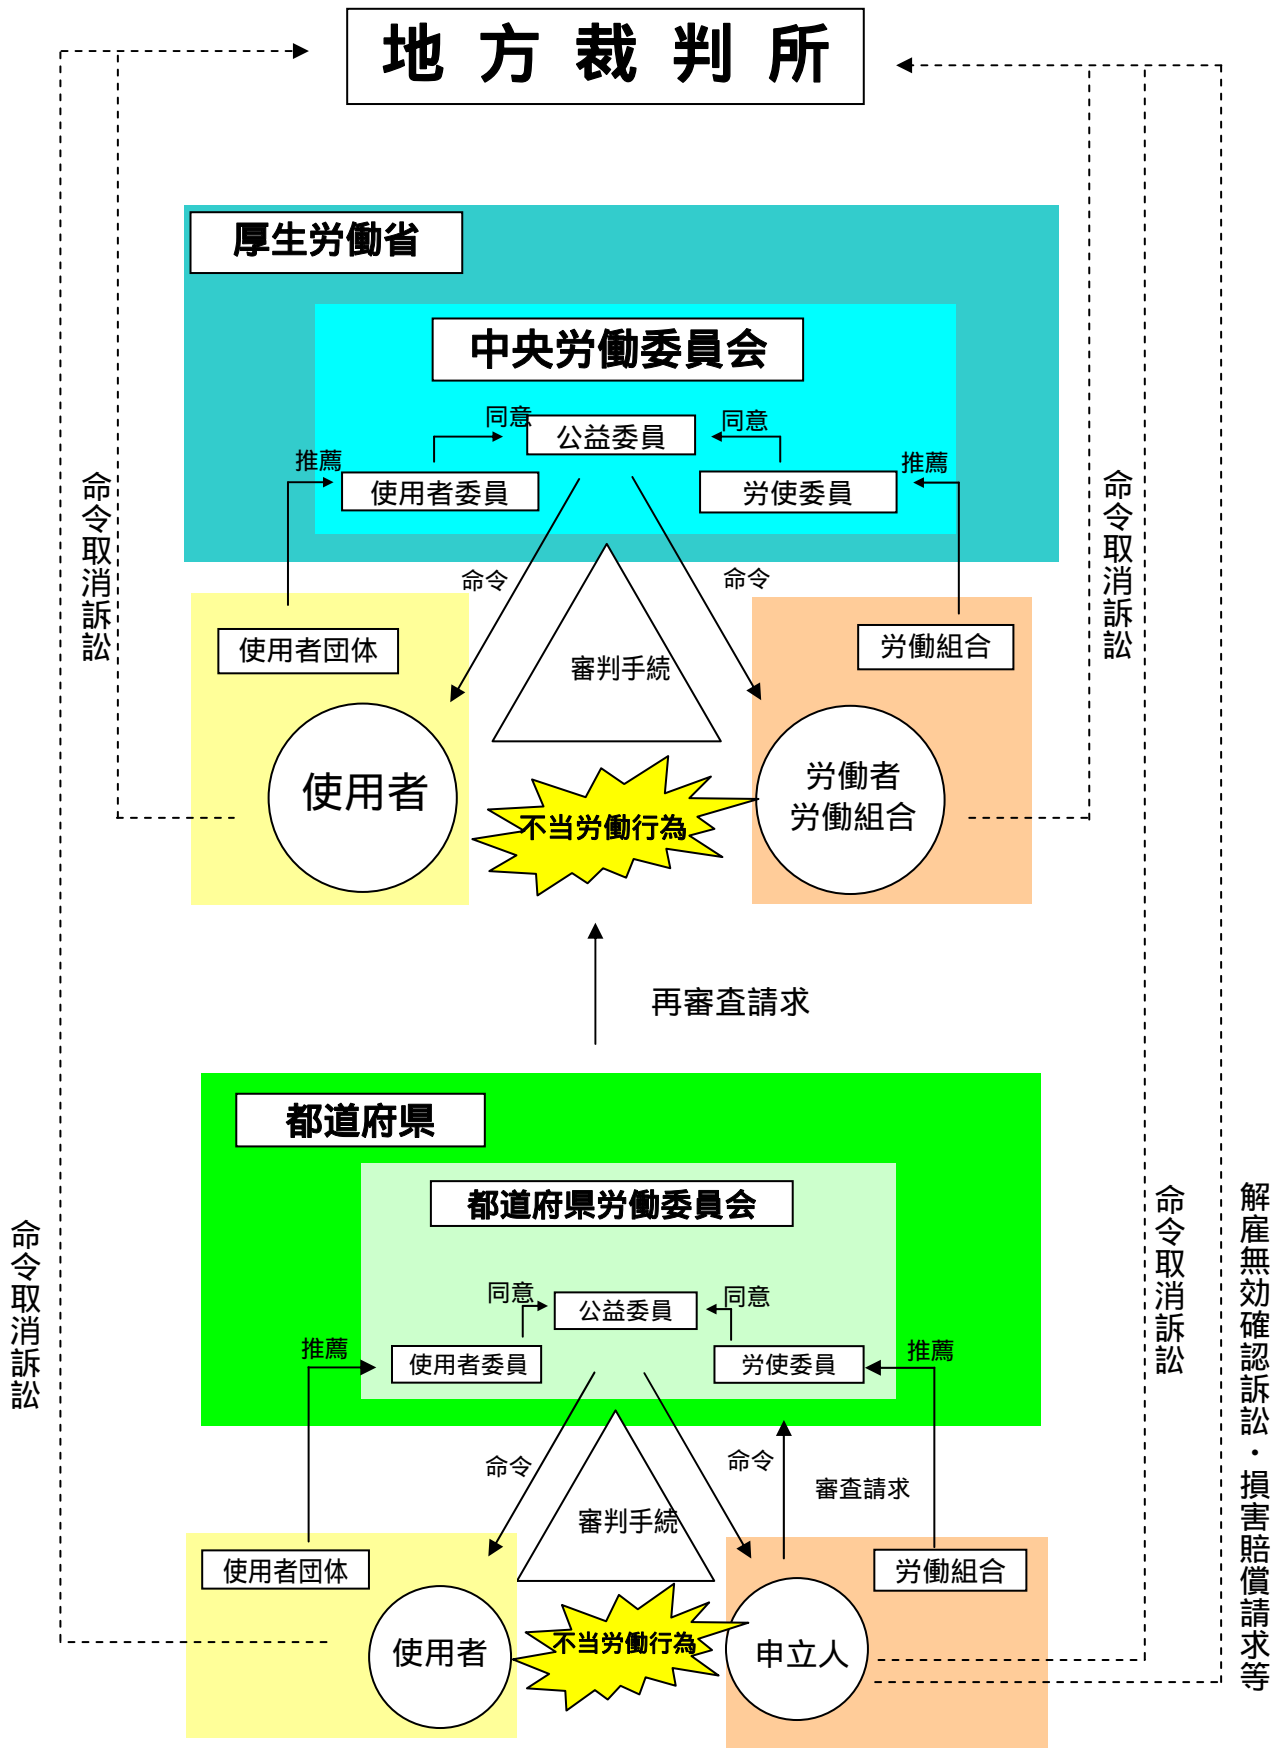 地方裁判所
厚生労働省
中央労働委員会
同意
公益委員
同意
推薦
使用者委員
労使委員
推薦
命令取消訴訟
命令取消訴訟
命令
命令
使用者団体
審判手続
労働組合
使用者
不当労働行為
労働者
労働組合
再審査請求
都道府県
都道府県労働委員会
同意
公益委員
同意
推薦
使用者委員
労使委員
推薦
命令取消訴訟
命令取消訴訟
解雇無効確認訴訟・損害賠償請求等
命令
命令
審査請求
審判手続
使用者団体
労働組合
使用者
不当労働行為
申立人